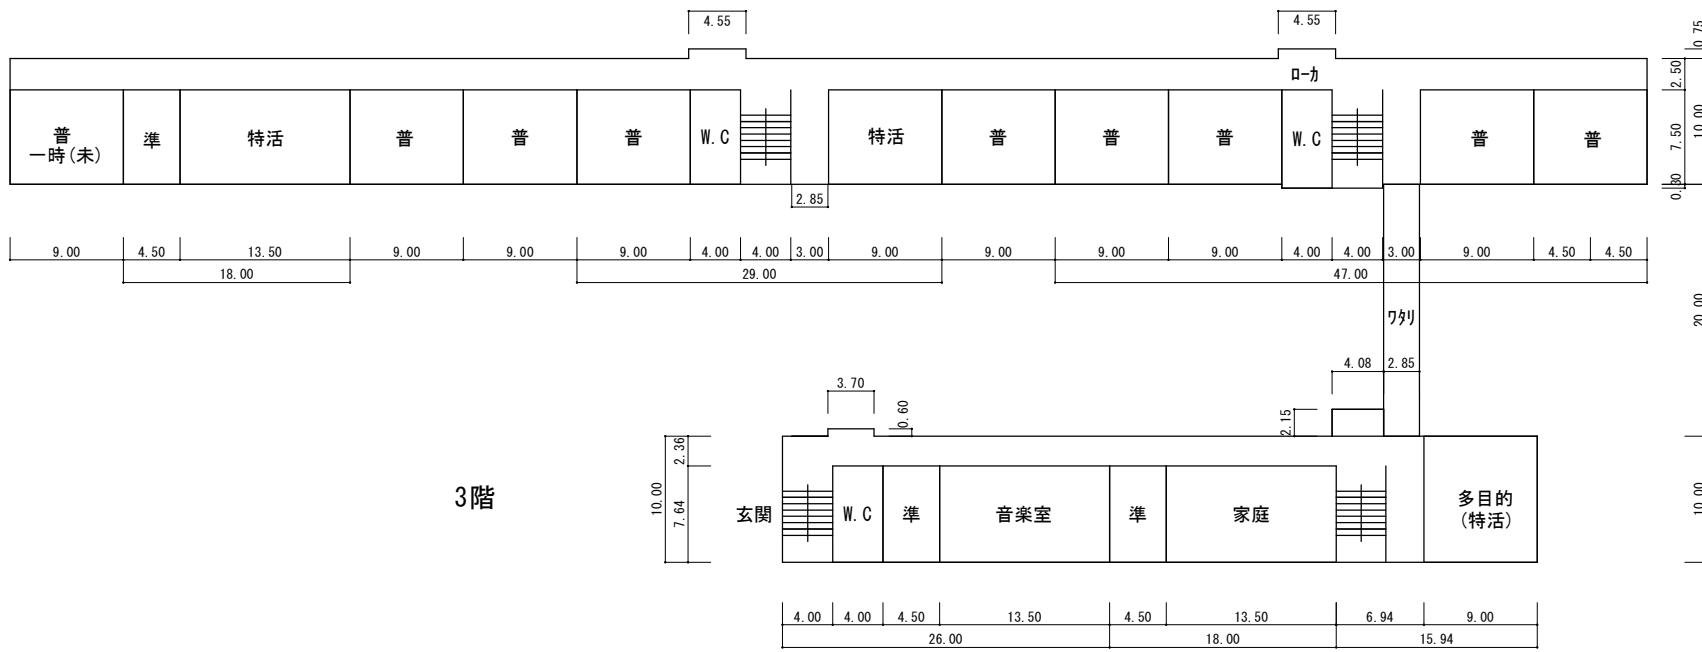 4.55
4.55
0.75
ローカ
2.50
10.00
7.50
0.30
普
一時(未)
準
特活
普
普
普
W.C
特活
普
普
普
W.C
普
普
2.85
9.00
4.50
13.50
9.00
9.00
9.00
4.00
4.00
3.00
9.00
9.00
9.00
9.00
4.00
4.00
3.00
9.00
4.50
4.50
18.00
29.00
47.00
20.00
ワタリ
4.08
2.85
3.70
0.60
2.15
2.36
10.00
7.64
3階
玄関
W.C
準
音楽室
準
家庭
多目的
(特活)
10.00
4.00
4.00
4.50
13.50
4.50
13.50
6.94
9.00
26.00
18.00
15.94